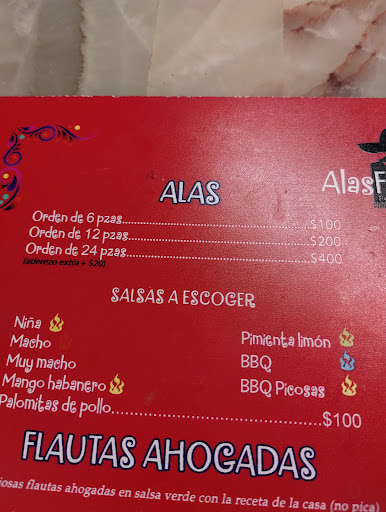 ALAS
Alas
Orden de 6 pzas....................................$100
Orden de 12 pzas...................................$200
Orden de 24 pzas...................................$400
(aderezo extra + $20)
SALSAS A ESCOGER
Niña
Macho
Muy macho
Mango habanero
Pimienta limón
BBQ
BBQ Picosas
Palomitas de pollo....................................$100
FLAUTAS AHOGADAS
flautas ahogadas en salsa verde con la receta de la casa (no pica)